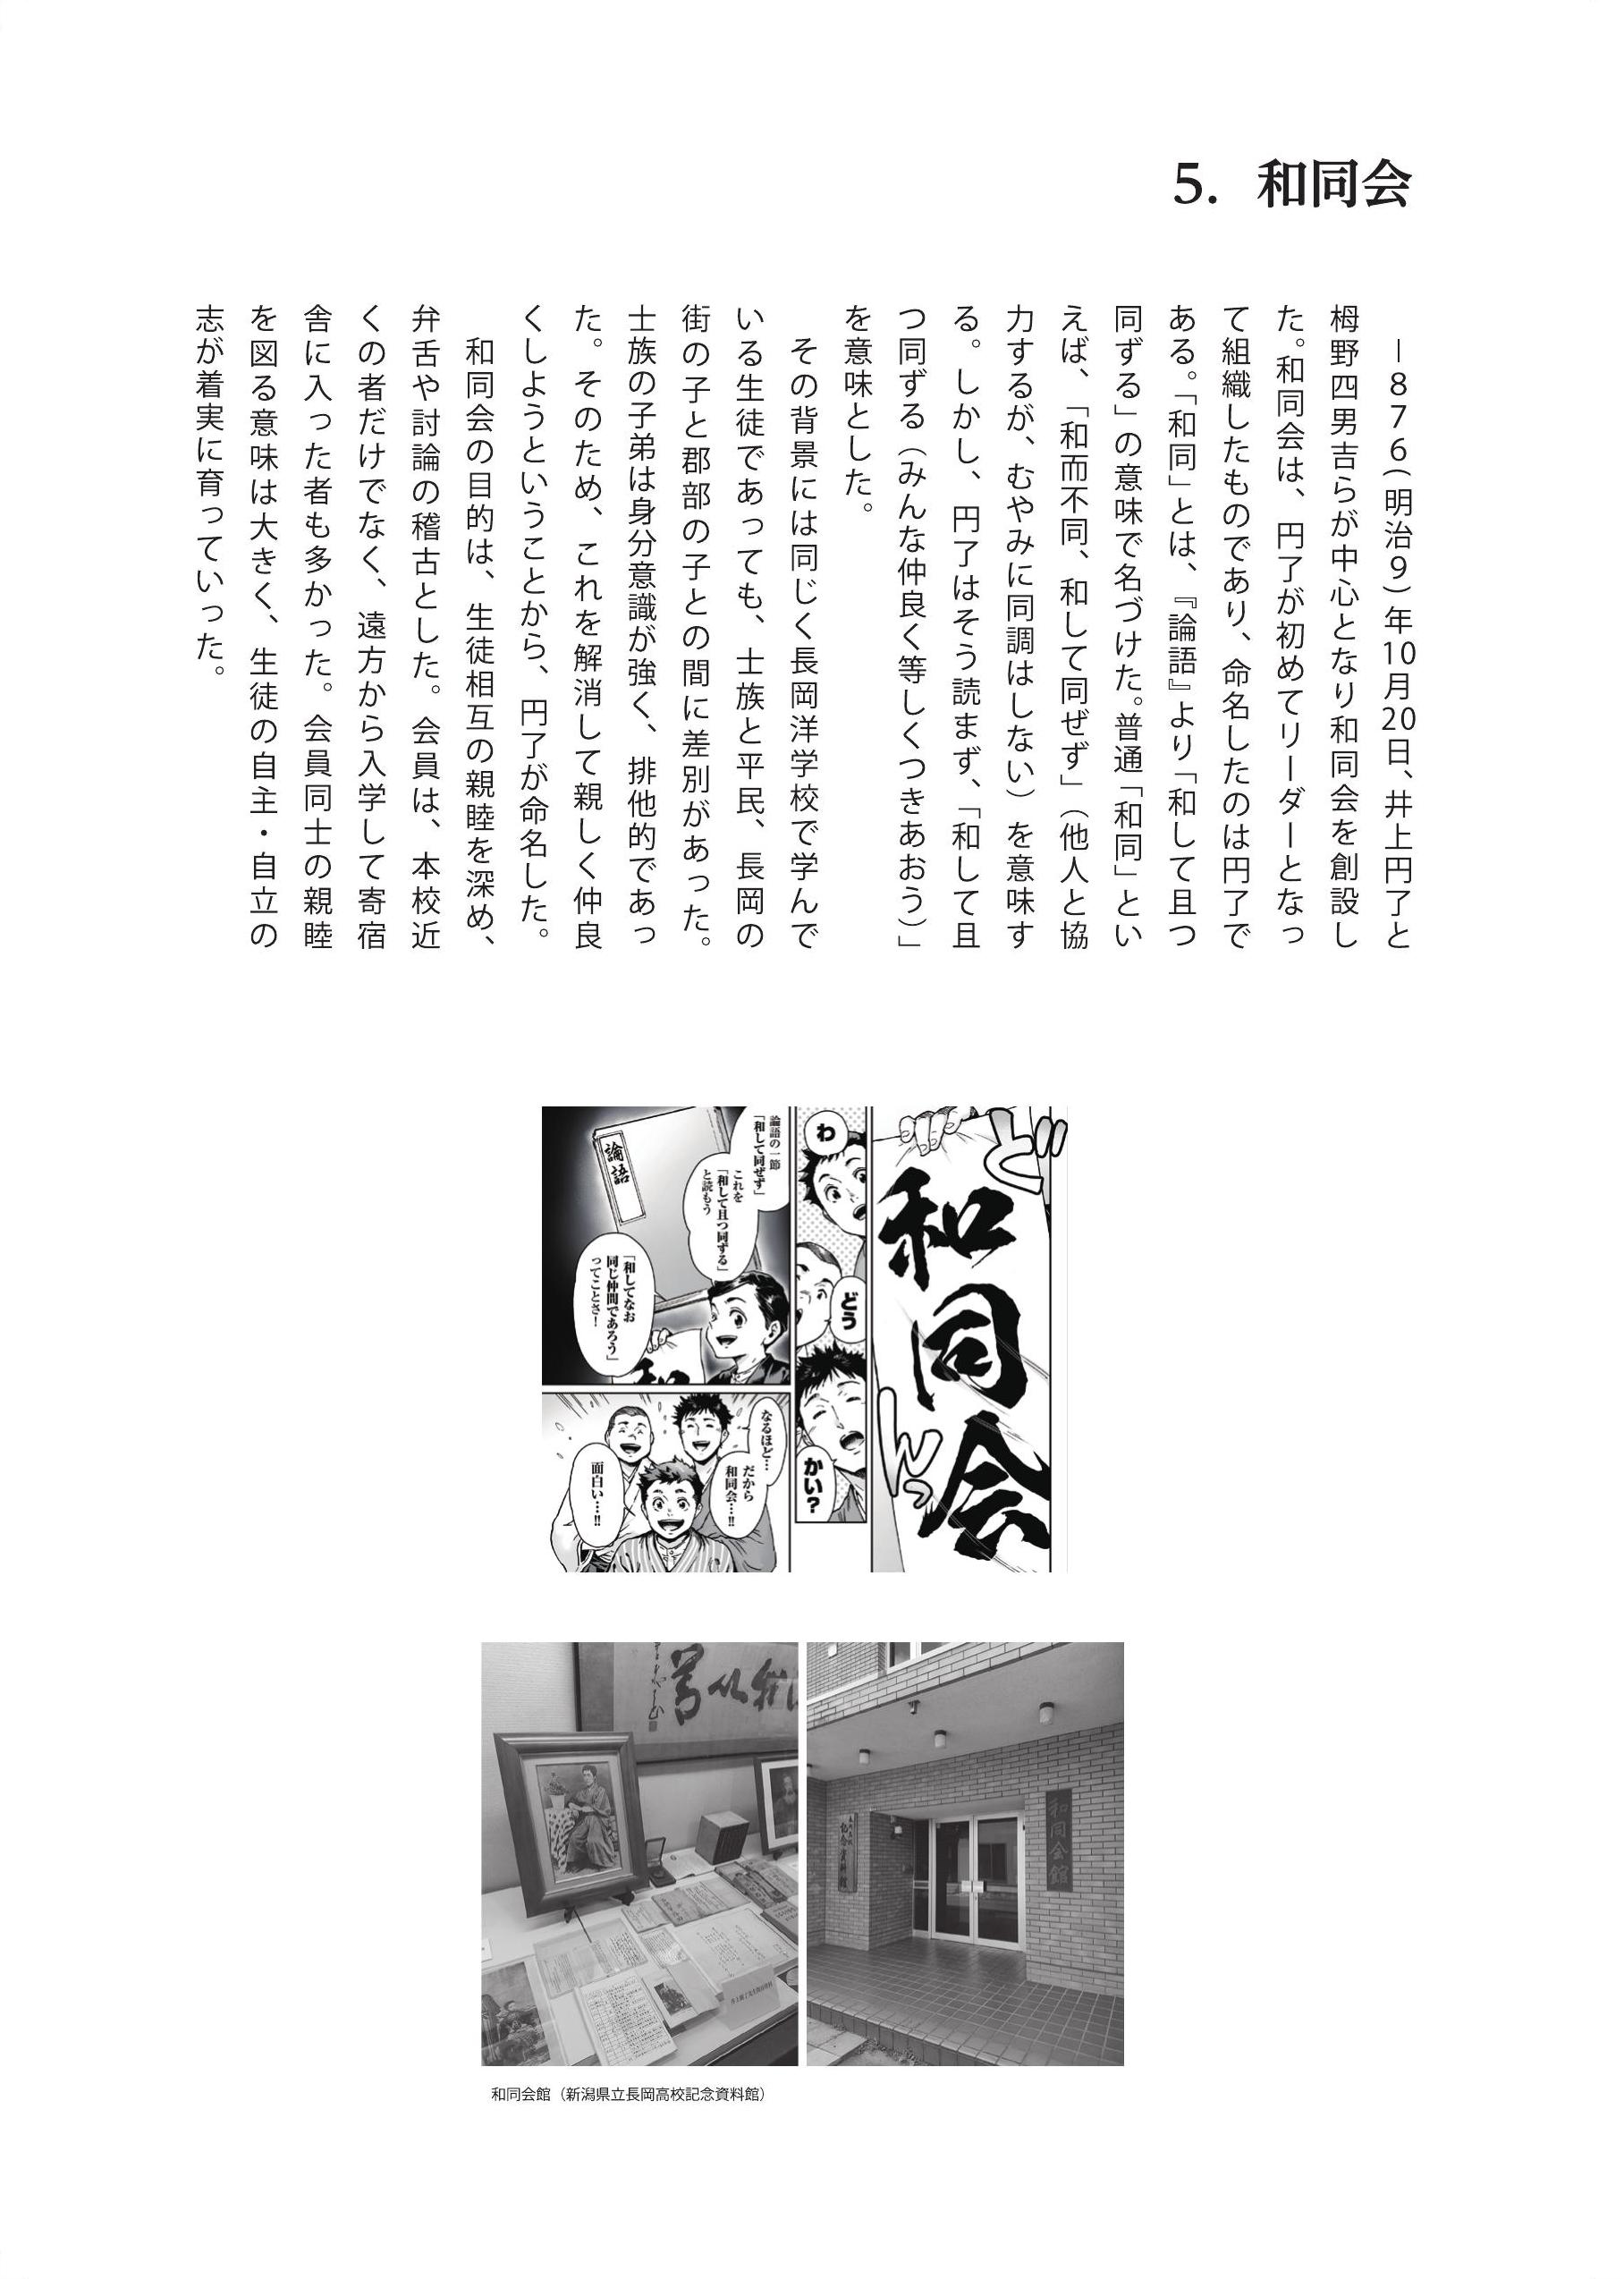 5. 和同会
１８７６(明治９)年10月20日、井上円了と
栂野四男吉らが中心となり和同会を創設し
た。和同会は、円了が初めてリーダーとなっ
て組織したものであり、命名したのは円了で
ある。「和同」とは、『論語』より「和して且つ
同ずる」の意味で名づけた。普通「和同」とい
えば、「和而不同、和して同ぜず」（他人と協
力するが、むやみに同調はしない）を意味す
る。しかし、円了はそう読まず、「和して且
つ同ずる（みんな仲良く等しくつきあおう）」
を意味とした。
その背景には同じく長岡洋学校で学んで
いる生徒であっても、士族と平民、長岡の
街の子と郡部の子との間に差別があった。
士族の子弟は身分意識が強く、排他的であっ
た。そのため、これを解消して親しく仲良
くしようということから、円了が命名した。
和同会の目的は、生徒相互の親睦を深め、
弁舌や討論の稽古とした。会員は、本校近
くの者だけでなく、遠方から入学して寄宿
舎に入った者も多かった。会員同士の親睦
を図る意味は大きく、生徒の自主・自立の
志が着実に育っていった。
ど〃
んっ
和同会
わ
どう
かい？
論語の一節
「和して同ぜず」
これを
「和して且つ同ずる」
と読もう
論語
「和してなお
同じ仲間であろう」
ってことさ！
和
なるほど…
だから
和同会…!!
面白い…!!
和同会館
記念資料館
和同会館（新潟県立長岡高校記念資料館）